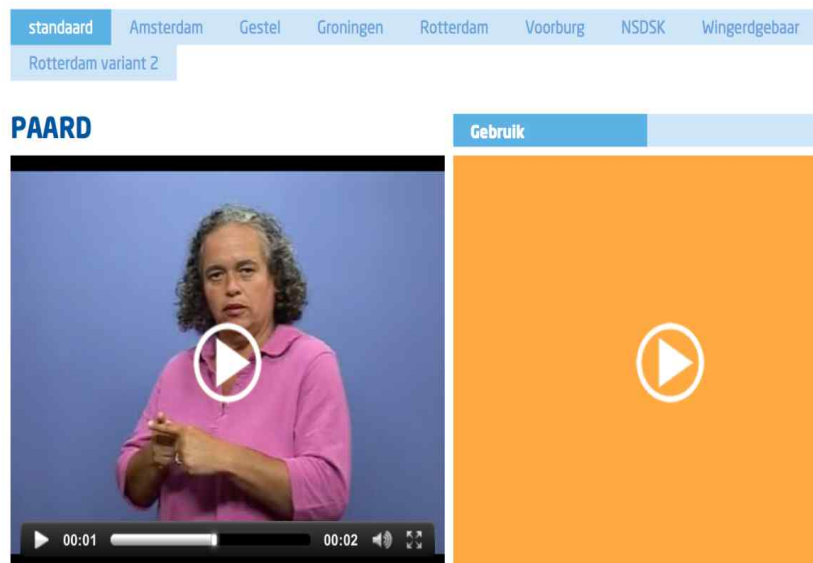 standaard Amsterdam Gestel Groningen Rotterdam Voorburg NSDSK Wingerdgebaar
Rotterdam variant 2
PAARD
Gebruik
00:01 00:02